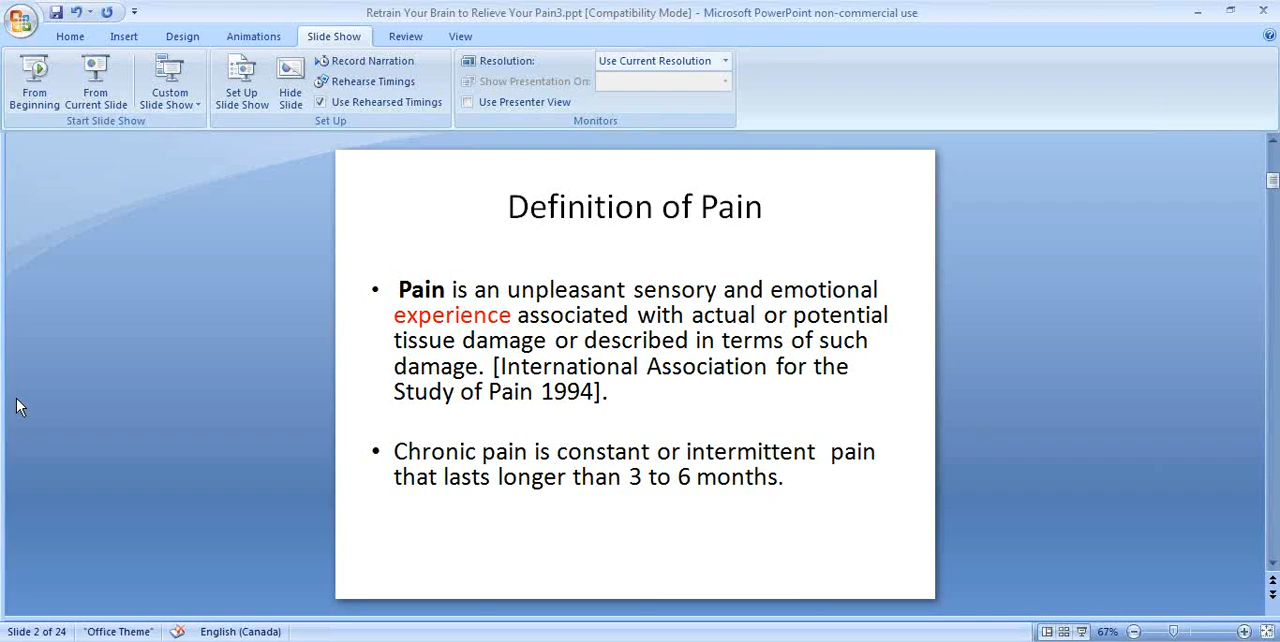 Retrain Your Brain to Relieve Your Pain3.ppt [Compatibility Mode] - Microsoft PowerPoint non-commercial use
Home Insert Design Animations Slide Show Review View
From Beginning
From Current Slide
Custom Slide Show
Start Slide Show
Set Up Slide Show
Hide Slide
Record Narration
Rehearse Timings
Use Rehearsed Timings
Set Up
Resolution: Use Current Resolution
Show Presentation On:
Use Presenter View
Monitors
Definition of Pain
• Pain is an unpleasant sensory and emotional
experience associated with actual or potential
tissue damage or described in terms of such
damage. [International Association for the
Study of Pain 1994].
• Chronic pain is constant or intermittent pain
that lasts longer than 3 to 6 months.
Slide 2 of 24 "Office Theme" English (Canada) 67%